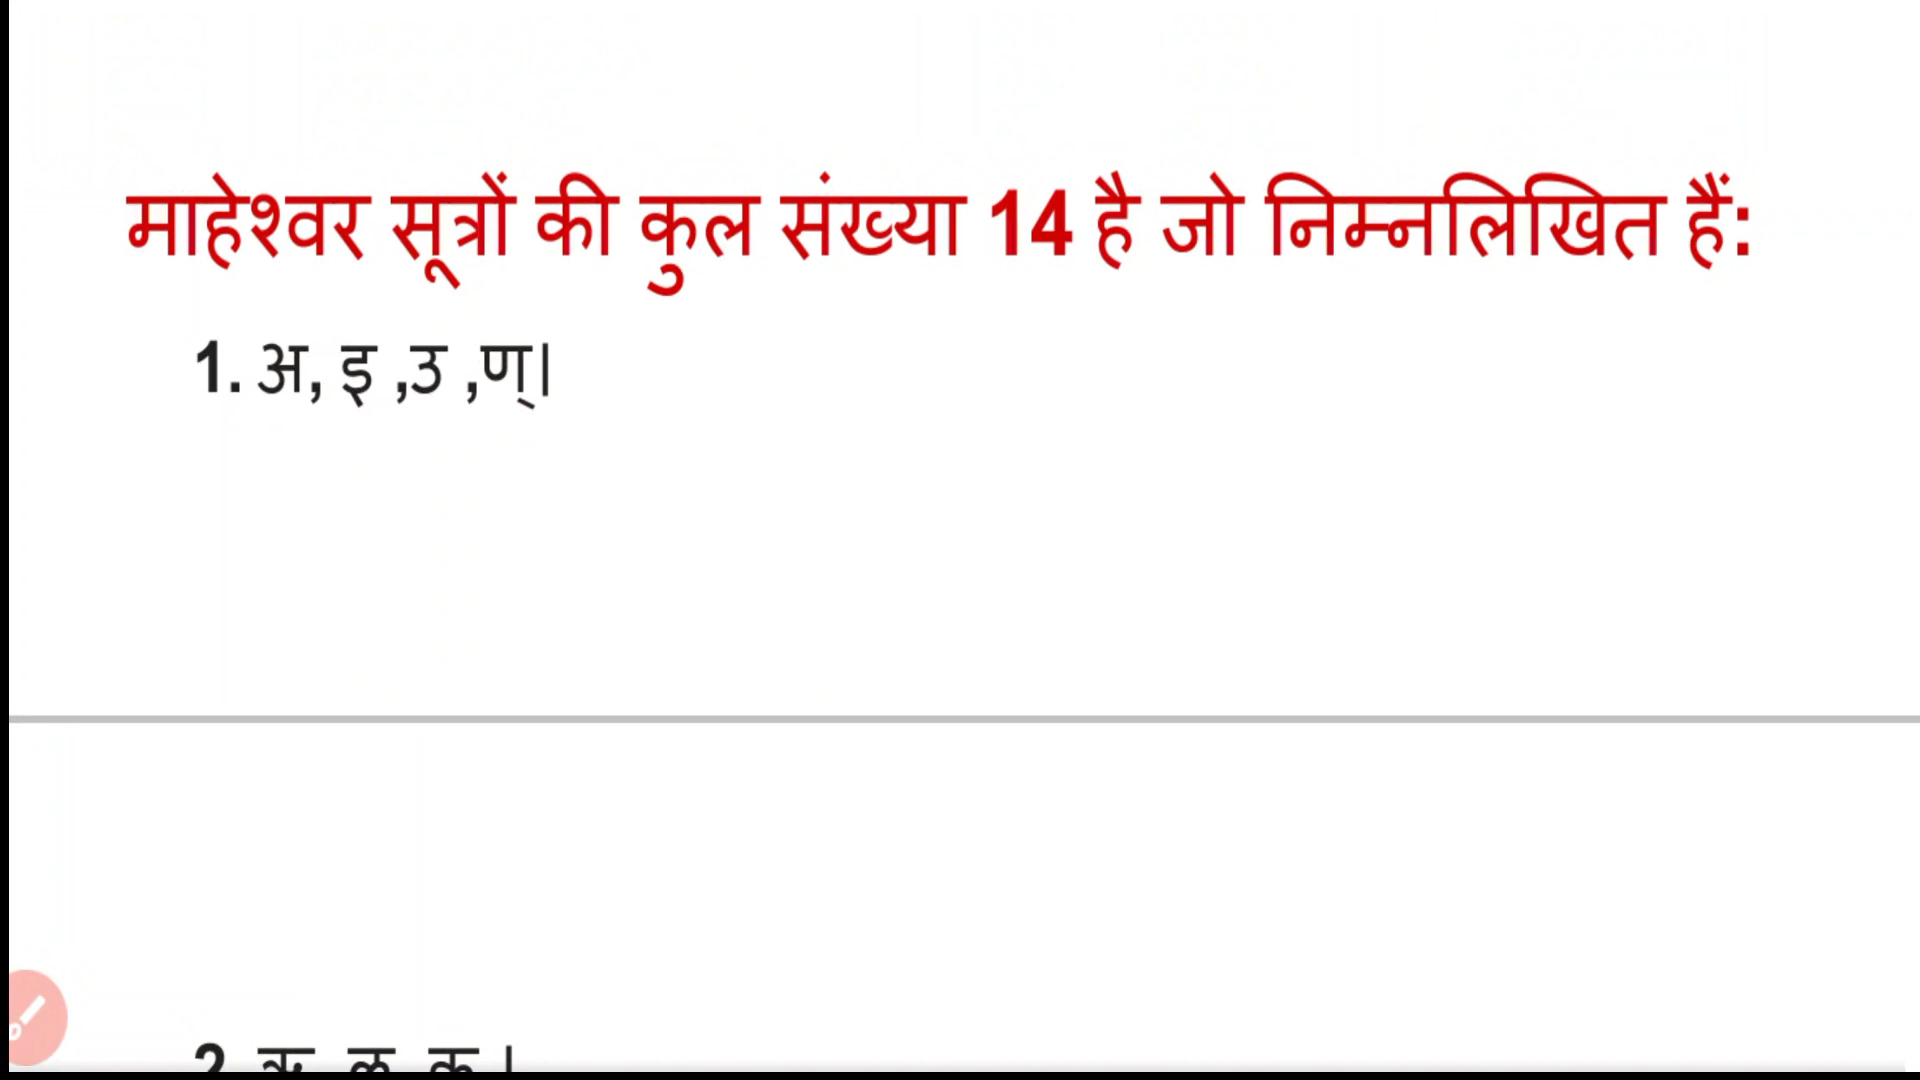 माहेश्वर सूत्रों की कुल संख्या 14 है जो निम्नलिखित हैं:
1. अ, इ ,उ ,ण्।